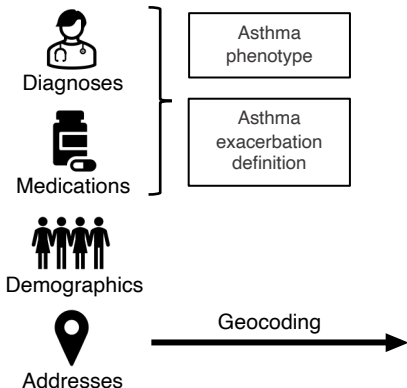 Diagnoses
Asthma
phenotype
Asthma
exacerbation
definition
Medications
Demographics
Geocoding
Addresses